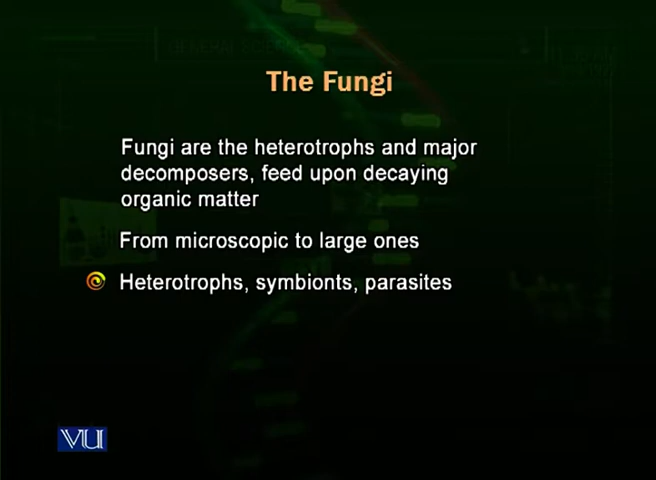 The Fungi
Fungi are the heterotrophs and major
decomposers, feed upon decaying
organic matter
From microscopic to large ones
Heterotrophs, symbionts, parasites
VU